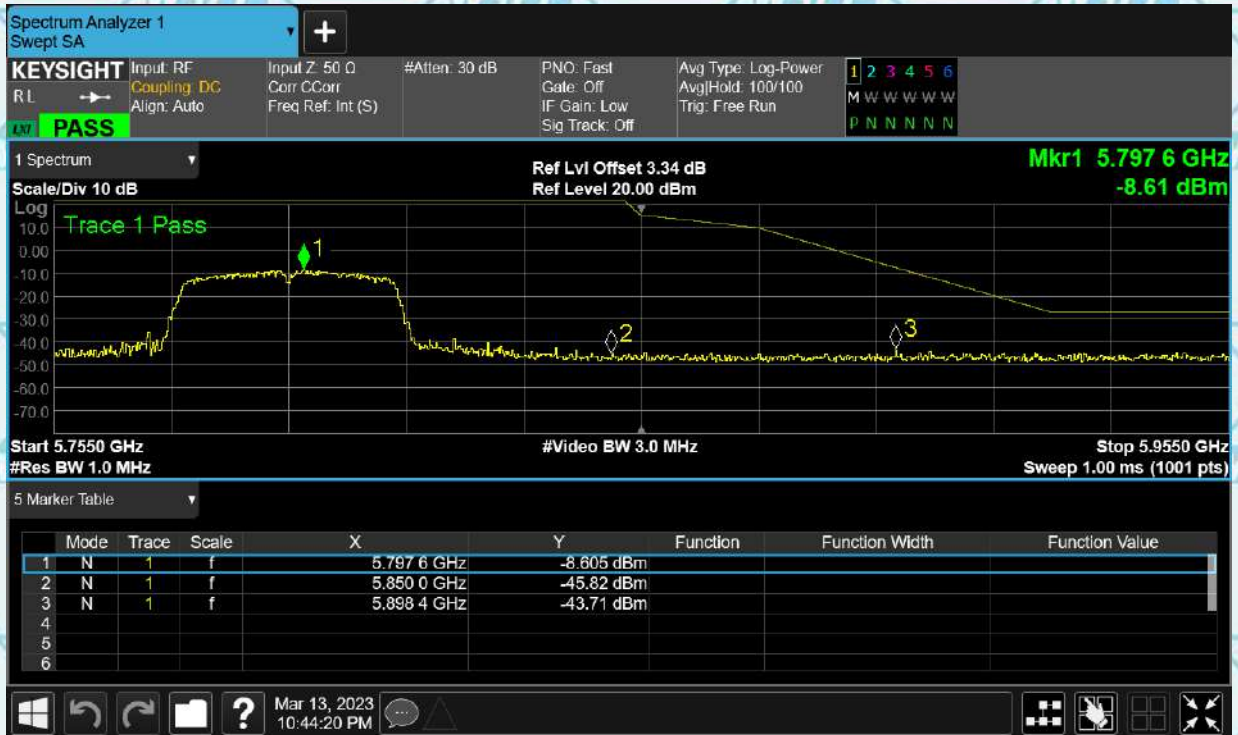 Spectrum Analyzer 1
Swept SA
+
KEYSIGHT Input: RF Input Z: 50 Ω #Atten: 30 dB PNO: Fast Avg Type: Log-Power 1 2 3 4 5 6
RL Coupling: DC Corr CCorr Gate: Off Avg|Hold: 100/100 M W W W W W
Align: Auto Freq Ref: Int (S) IF Gain: Low Trig: Free Run
LXI PASS Sig Track: Off P N N N N N
1 Spectrum Ref Lvl Offset 3.34 dB Mkr1 5.797 6 GHz
Scale/Div 10 dB Ref Level 20.00 dBm -8.61 dBm
Log
10.0 Trace 1 Pass
0.00 1
-10.0
-20.0
-30.0
-40.0 2 3
-50.0
-60.0
-70.0
Start 5.7550 GHz #Video BW 3.0 MHz Stop 5.9550 GHz
#Res BW 1.0 MHz Sweep 1.00 ms (1001 pts)
5 Marker Table
Mode Trace Scale X Y Function Function Width Function Value
1 N 1 f 5.797 6 GHz -8.605 dBm
2 N 1 f 5.850 0 GHz -45.82 dBm
3 N 1 f 5.898 4 GHz -43.71 dBm
4
5
6
? Mar 13, 2023
10:44:20 PM